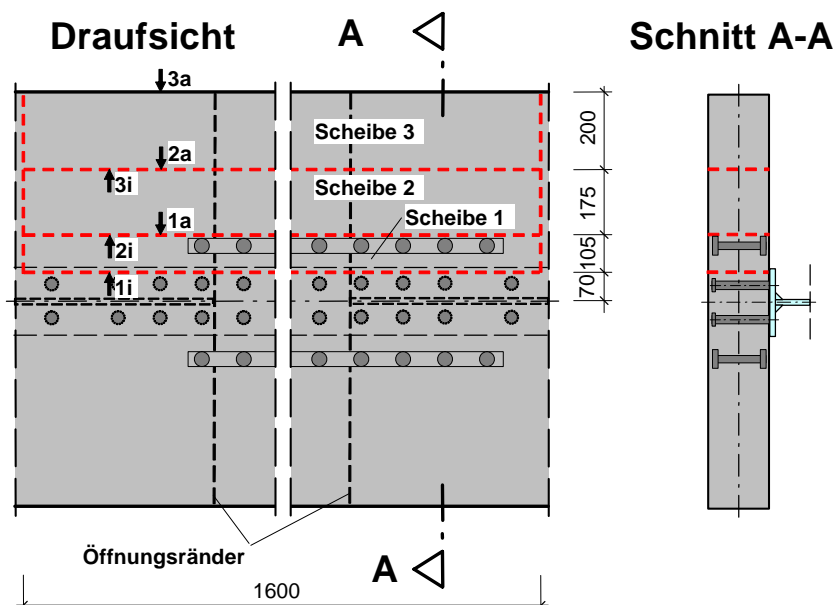 Draufsicht A Schnitt A-A
3a
Scheibe 3
200
2a
3i
Scheibe 2
175
1a
Scheibe 1
2i
105
1i
70
Öffnungsränder
A
1600